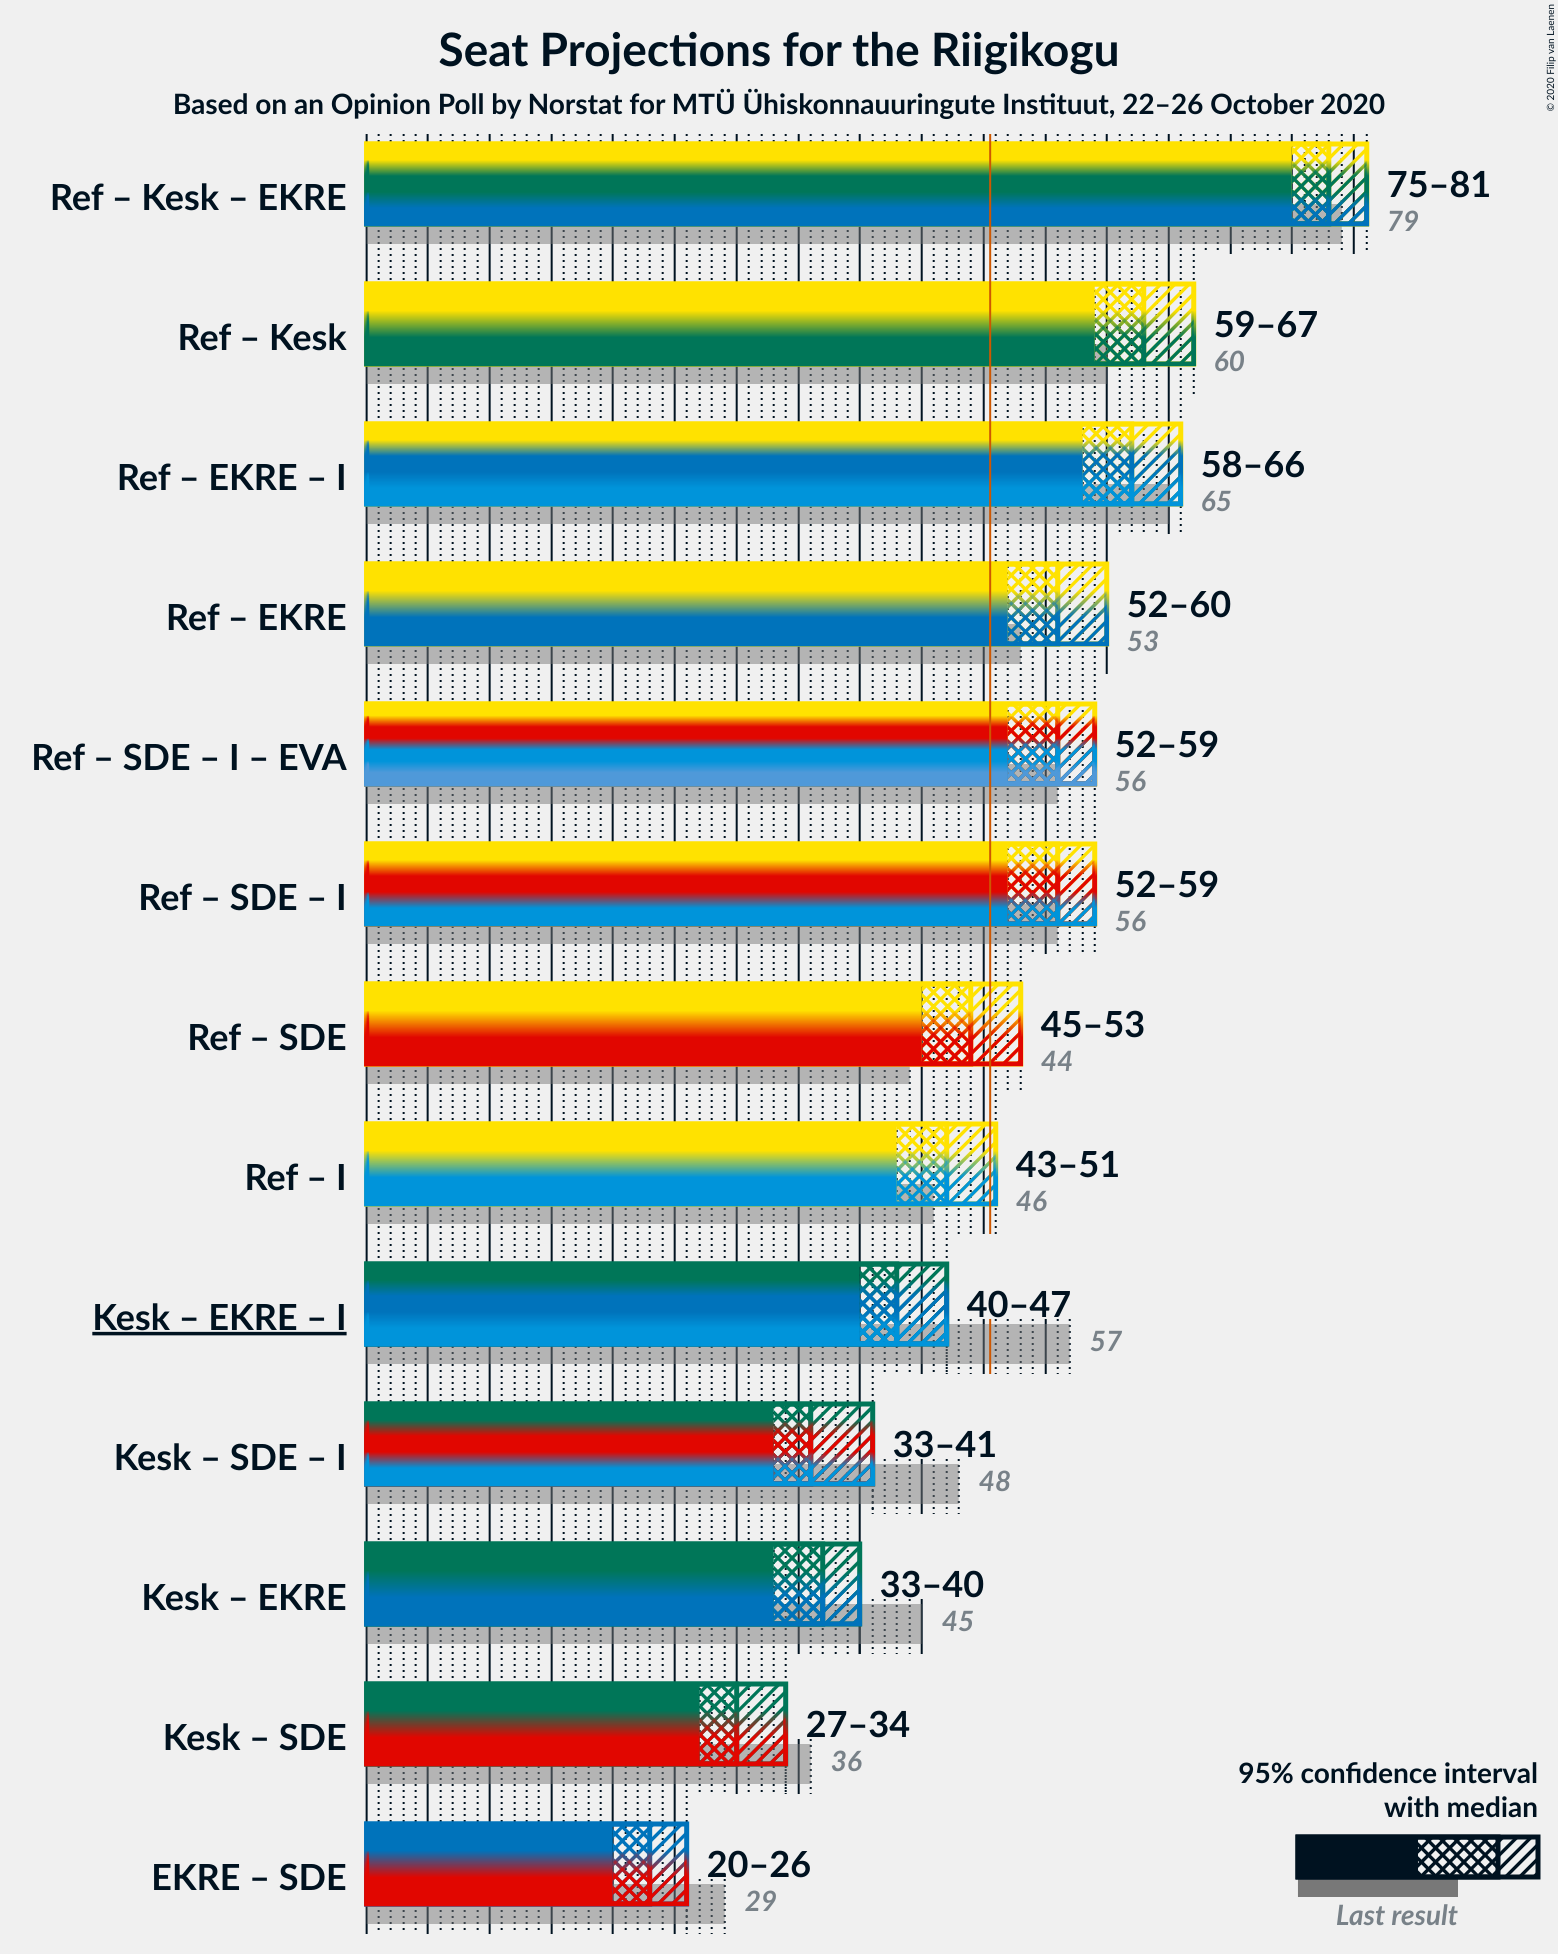 Seat Projections for the Riigikogu
Based on an Opinion Poll by Norstat for MTÜ Ühiskonnauuringute Instituut, 22–26 October 2020
© 2020 Filip van Laenen
Ref – Kesk – EKRE
75–81
79
Ref – Kesk
59–67
60
Ref – EKRE – I
58–66
65
Ref – EKRE
52–60
53
Ref – SDE – I – EVA
52–59
56
Ref – SDE – I
52–59
56
Ref – SDE
45–53
44
Ref – I
43–51
46
Kesk – EKRE – I
40–47
57
Kesk – SDE – I
33–41
48
Kesk – EKRE
33–40
45
Kesk – SDE
27–34
36
EKRE – SDE
20–26
29
95% confidence interval
with median
Last result